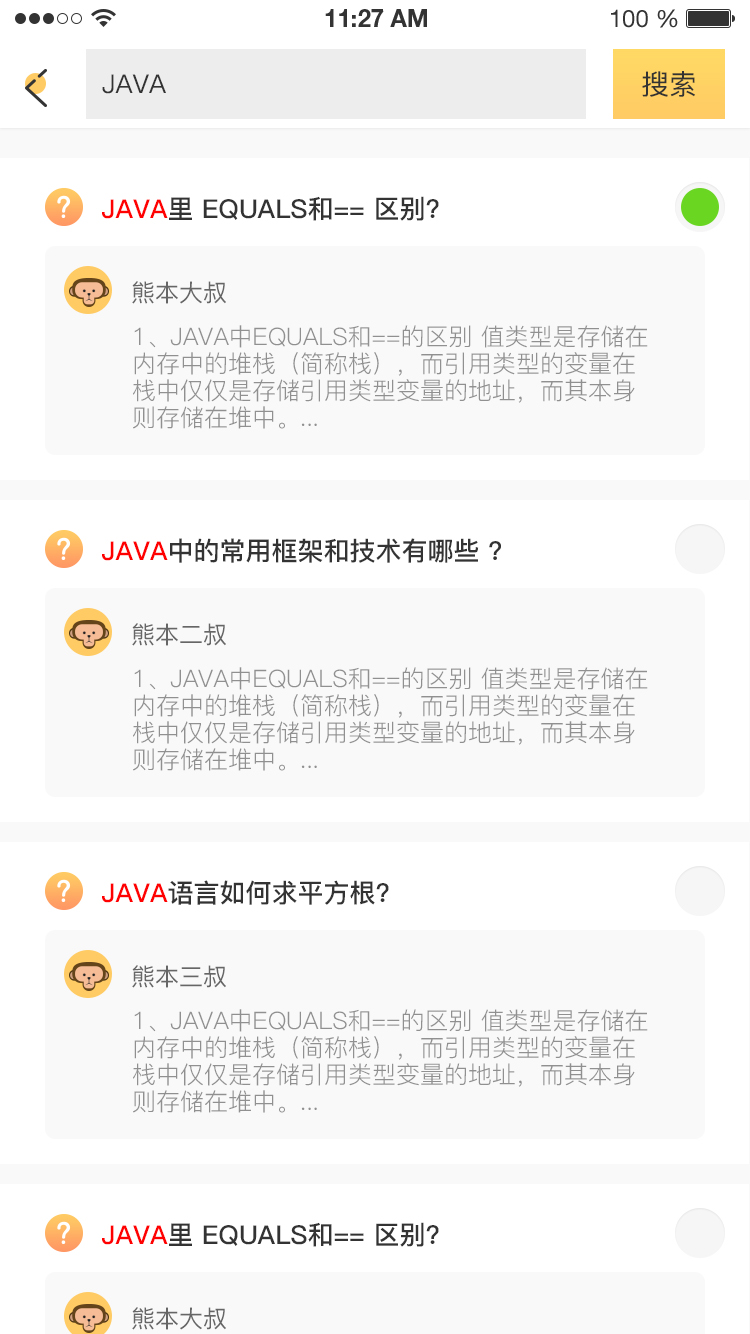 11:27 AM
100 %
JAVA
搜索
? JAVA里 EQUALS和== 区别?
熊本大叔
1、JAVA中EQUALS和==的区别 值类型是存储在
内存中的堆栈（简称栈），而引用类型的变量在
栈中仅仅是存储引用类型变量的地址，而其本身
则存储在堆中。...
? JAVA中的常用框架和技术有哪些 ?
熊本二叔
1、JAVA中EQUALS和==的区别 值类型是存储在
内存中的堆栈（简称栈），而引用类型的变量在
栈中仅仅是存储引用类型变量的地址，而其本身
则存储在堆中。...
? JAVA语言如何求平方根?
熊本三叔
1、JAVA中EQUALS和==的区别 值类型是存储在
内存中的堆栈（简称栈），而引用类型的变量在
栈中仅仅是存储引用类型变量的地址，而其本身
则存储在堆中。...
? JAVA里 EQUALS和== 区别?
熊本大叔